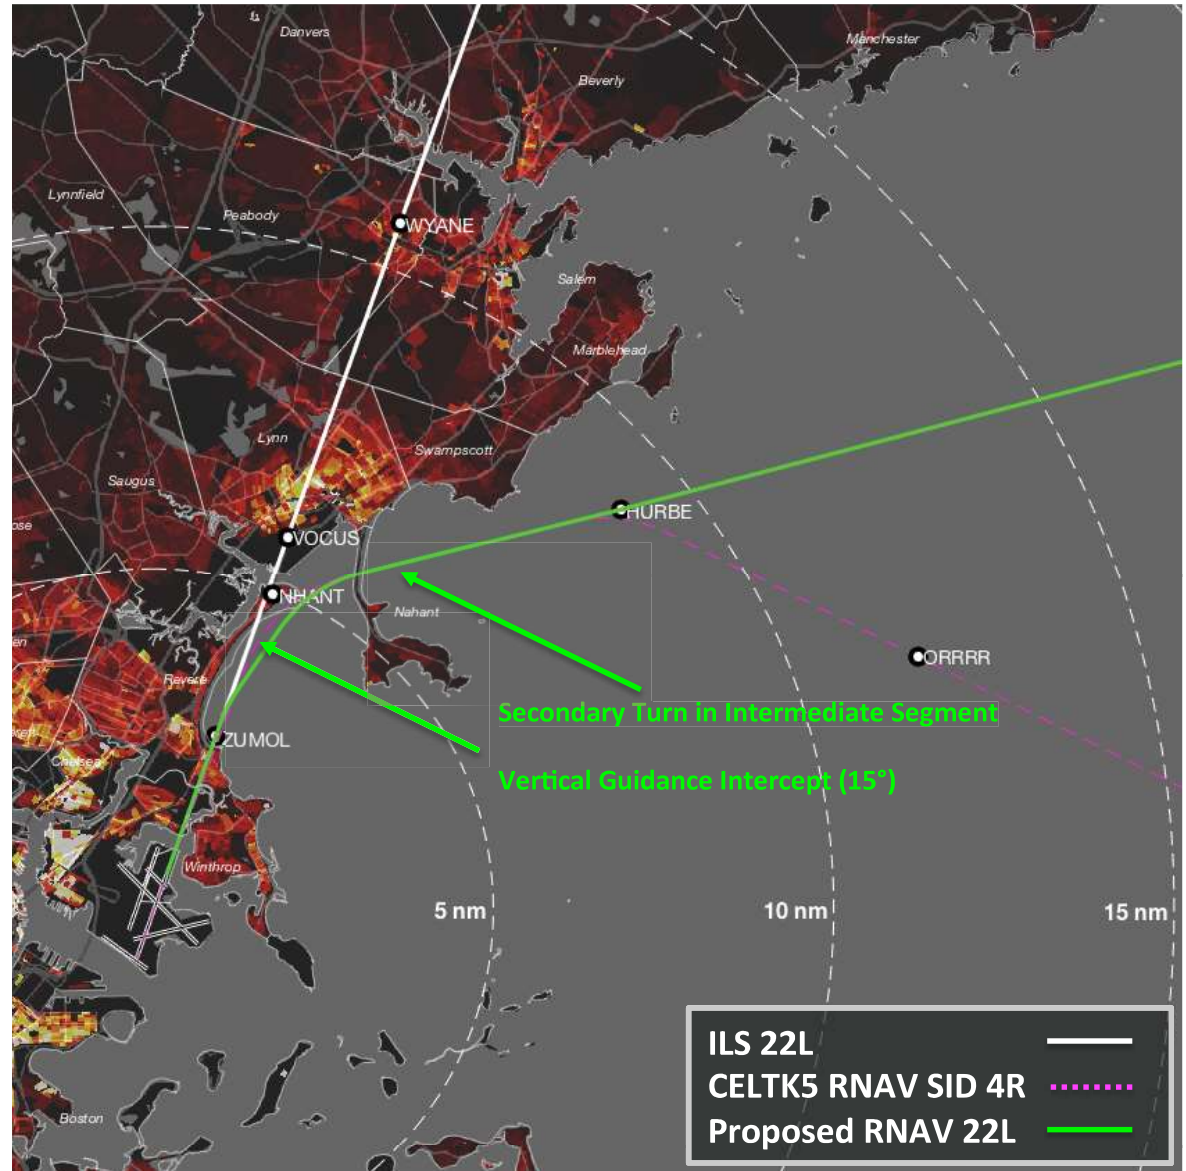 Danvers
Manchester
Beverly
Lynnfield
Peabody
WYANE
Salem
Marblehead
Lynn
Swampscott
Saugus
ose
HURBE
VOCUS
NHANT
Nahant
en
ORRRR
Revere
Secondary Turn in Intermediate Segment
ZUMOL
Chelsea
Vertical Guidance Intercept (15°)
Winthrop
5 nm
10 nm
15 nm
ILS 22L
CELTK5 RNAV SID 4R
Proposed RNAV 22L
Boston